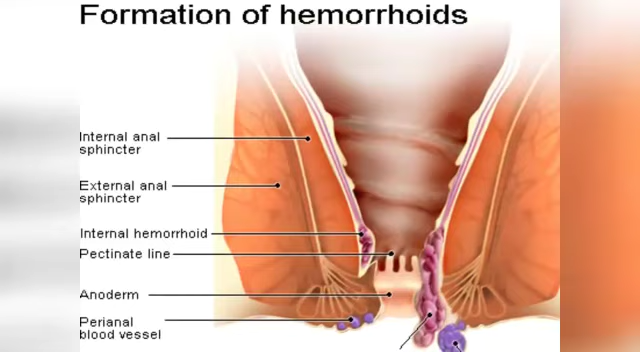 Formation of hemorrhoids
Internal anal
sphincter
External anal
sphincter
Internal hemorrhoid
Pectinate line
Anoderm
Perianal
blood vessel